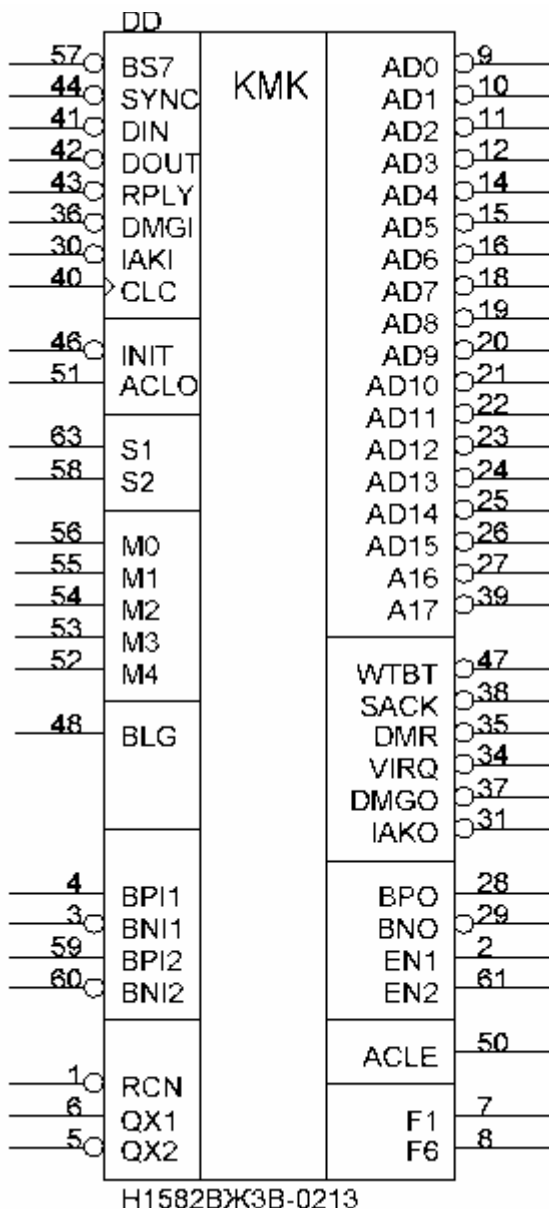 DD
KMK
57 BS7
44 SYNC
41 DIN
42 DOUT
43 RPLY
36 DMGI
30 IAKI
40 CLC
46 INIT
51 ACLO
63 S1
58 S2
56 M0
55 M1
54 M2
53 M3
52 M4
48 BLG
4 BPI1
3 BNI1
59 BPI2
60 BNI2
1 RCN
6 QX1
5 QX2
AD0 9
AD1 10
AD2 11
AD3 12
AD4 14
AD5 15
AD6 16
AD7 18
AD8 19
AD9 20
AD10 21
AD11 22
AD12 23
AD13 24
AD14 25
AD15 26
A16 27
A17 39
WTBT 47
SACK 38
DMR 35
VIRQ 34
DMGO 37
IAKO 31
BPO 28
BNO 29
EN1 2
EN2 61
ACLE 50
F1 7
F6 8
Н1582ВЖ3В-0213